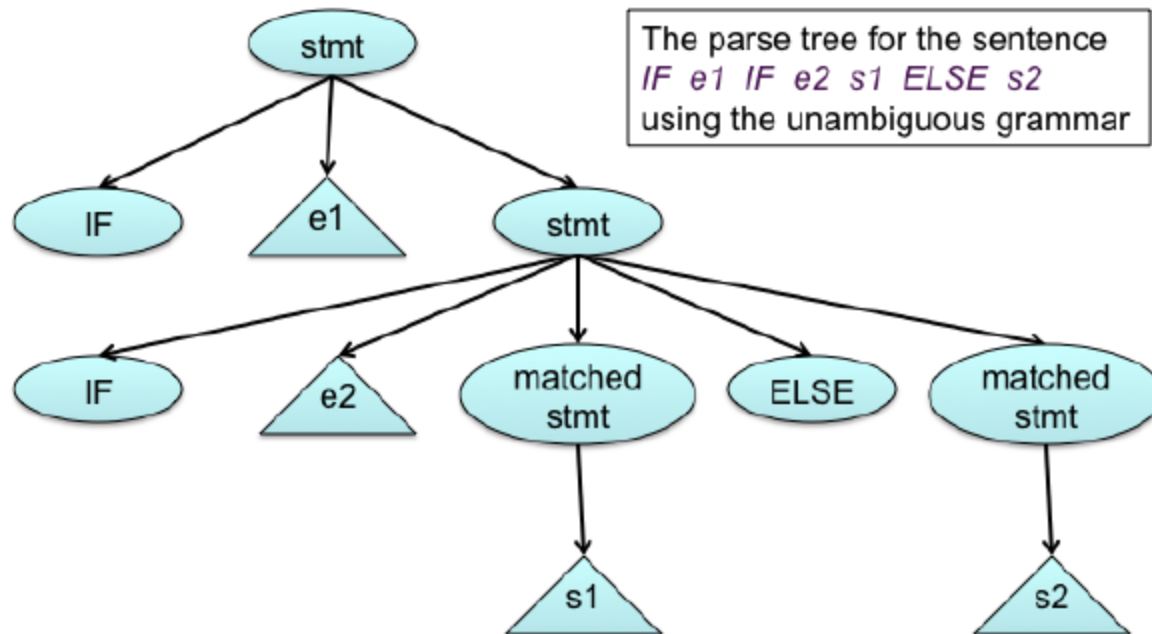 stmt
The parse tree for the sentence
IF e1 IF e2 s1 ELSE s2
using the unambiguous grammar
IF
e1
stmt
IF
e2
matched
stmt
ELSE
matched
stmt
s1
s2